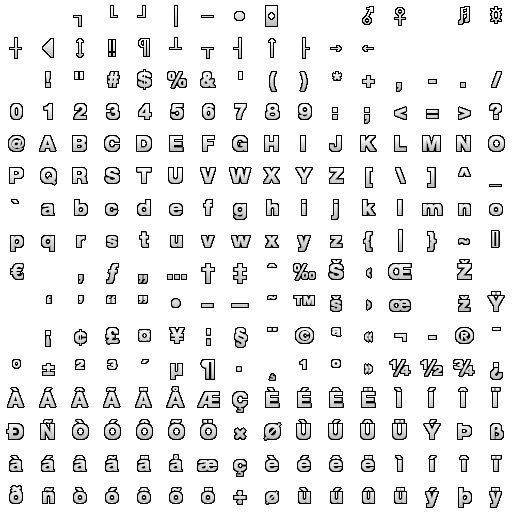 ┐ └ ┘ │ ─ • ◘ ♂ ♀ ♫ ☼
┼ ◄ ↕ ‼ ¶ ┴ ┬ ┤ ↑ ├ → ←
! " # $ % & ' ( ) * + , - . /
0 1 2 3 4 5 6 7 8 9 : ; < = > ?
@ A B C D E F G H I J K L M N O
P Q R S T U V W X Y Z [ \ ] ^ _
` a b c d e f g h i j k l m n o
p q r s t u v w x y z { | } ~
€ ‚ ƒ „ … † ‡ ˆ ‰ Š ‹ Œ Ž
‘ ’ “ ” • – — ˜ ™ š › œ ž Ÿ
¡ ¢ £ ¤ ¥ ¦ § ¨ © ª « ¬ - ® ¯
° ± ² ³ ´ µ ¶ · ¸ ¹ º » ¼ ½ ¾ ¿
À Á Â Ã Ä Å Æ Ç È É Ê Ë Ì Í Î Ï
Ð Ñ Ò Ó Ô Õ Ö × Ø Ù Ú Û Ü Ý Þ ß
à á â ã ä å æ ç è é ê ë ì í î ï
ð ñ ò ó ô õ ö ÷ ø ù ú û ü ý þ ÿ